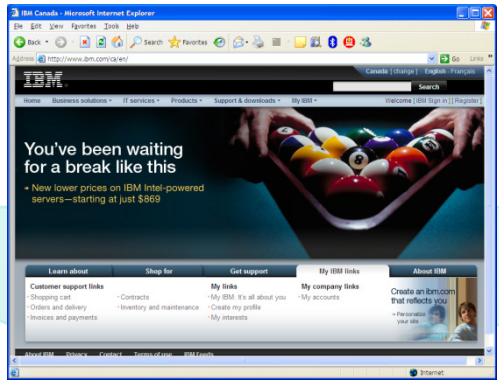 IBM Canada - Microsoft Internet Explorer
File Edit View Favorites Tools Help
Back Search Favorites
Address http://www.ibm.com/ca/en/ Go Links
Canada [ change ] English - Français
IBM
Search
Home Business solutions IT services Products Support & downloads My IBM Welcome [ IBM Sign in ] [ Register ]
You've been waiting
for a break like this
New lower prices on IBM Intel-powered
servers—starting at just $869
8
Learn about Shop for Get support My IBM links About IBM
Customer support links
Shopping cart
Orders and delivery
Invoices and payments
Contracts
Inventory and maintenance
My links
My IBM: It's all about you
Create my profile
My interests
My company links
My accounts
Create an ibm.com
that reflects you
Personalize
your site
About IBM Privacy Contact Terms of use IBM Feeds
Internet